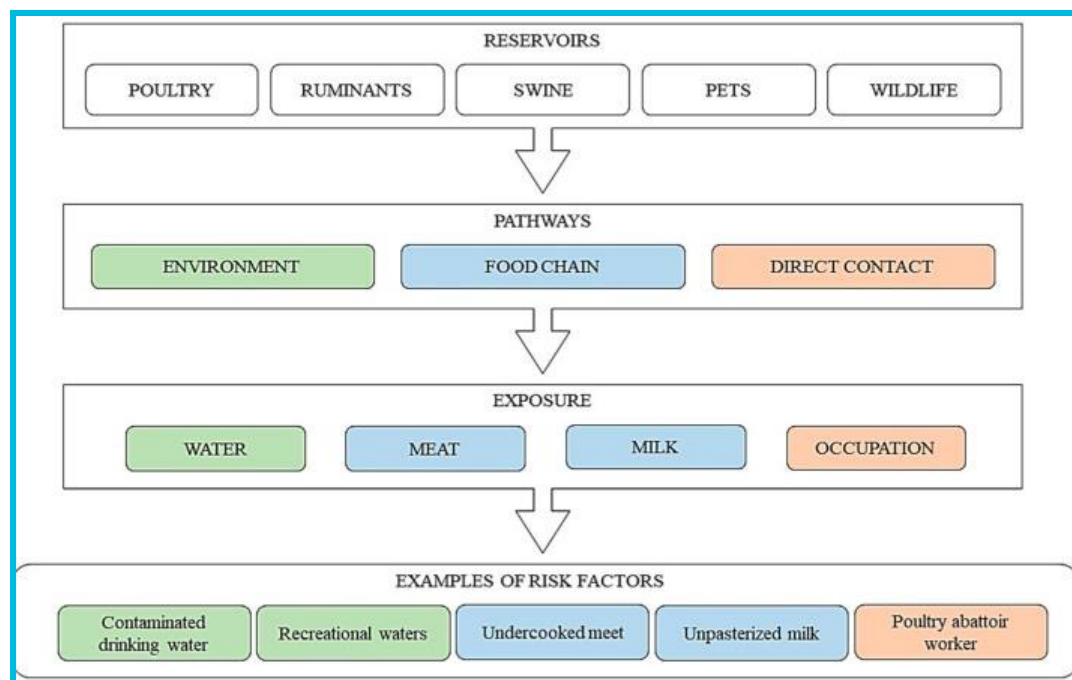 RESERVOIRS
POULTRY
RUMINANTS
SWINE
PETS
WILDLIFE
PATHWAYS
ENVIRONMENT
FOOD CHAIN
DIRECT CONTACT
EXPOSURE
WATER
MEAT
MILK
OCCUPATION
EXAMPLES OF RISK FACTORS
Contaminated
drinking water
Recreational waters
Undercooked meet
Unpasterized milk
Poultry abattoir
worker